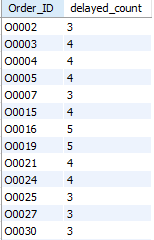 Order_ID delayed_count
O0002 3
O0003 4
O0004 4
O0005 4
O0007 3
O0015 4
O0016 5
O0019 5
O0021 4
O0024 4
O0025 3
O0027 3
O0030 3